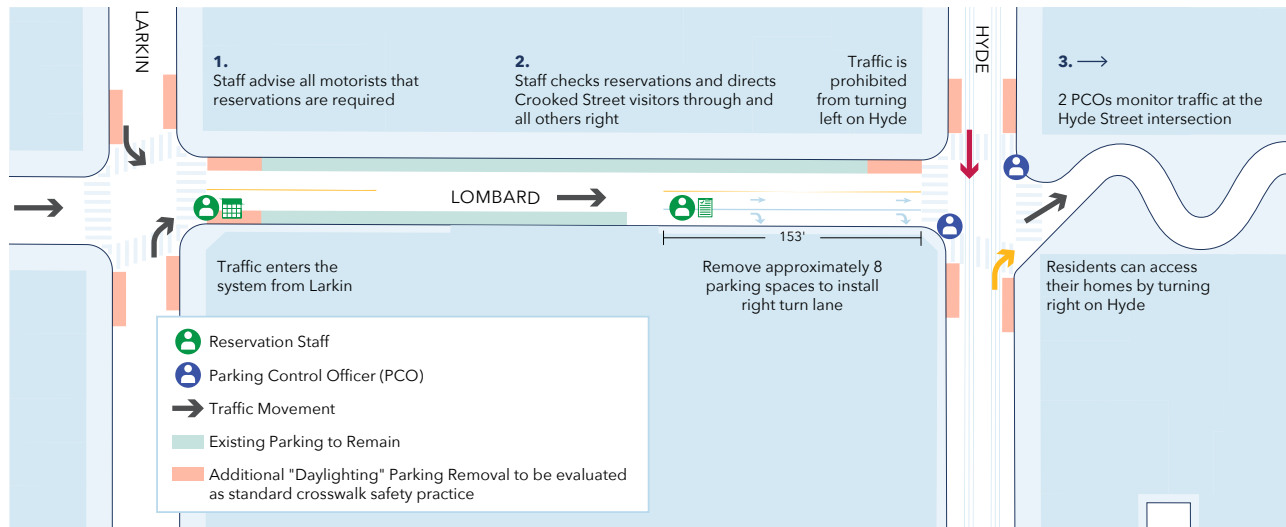 LARKIN
HYDE
1.
Staff advise all motorists that
reservations are required
2.
Staff checks reservations and directs
Crooked Street visitors through and
all others right
Traffic is
prohibited
from turning
left on Hyde
3.
2 PCOs monitor traffic at the
Hyde Street intersection
LOMBARD
153'
Traffic enters the
system from Larkin
Remove approximately 8
parking spaces to install
right turn lane
Residents can access
their homes by turning
right on Hyde
Reservation Staff
Parking Control Officer (PCO)
Traffic Movement
Existing Parking to Remain
Additional "Daylighting" Parking Removal to be evaluated
as standard crosswalk safety practice